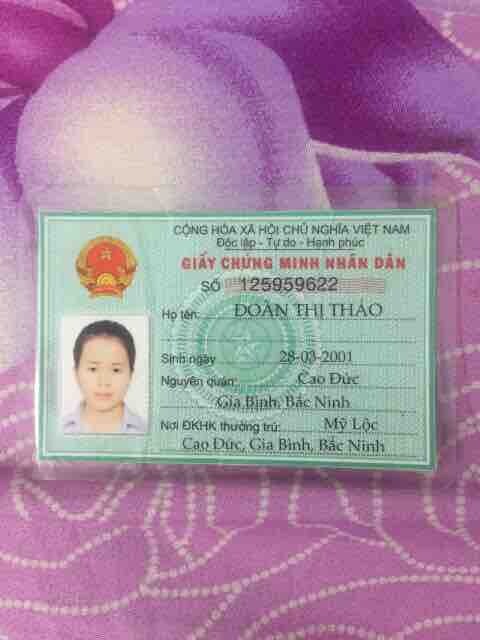 CỘNG HÒA XÃ HỘI CHỦ NGHĨA VIỆT NAM
Độc lập - Tự do - Hạnh phúc
GIẤY CHỨNG MINH NHÂN DÂN
SỐ 125959622
Họ tên: ĐOÀN THỊ THẢO
Sinh ngày 28-03-2001
Nguyên quán: Cao Đức
Gia Bình, Bắc Ninh
Nơi ĐKHK thường trú: Mỹ Lộc
Cao Đức, Gia Bình, Bắc Ninh